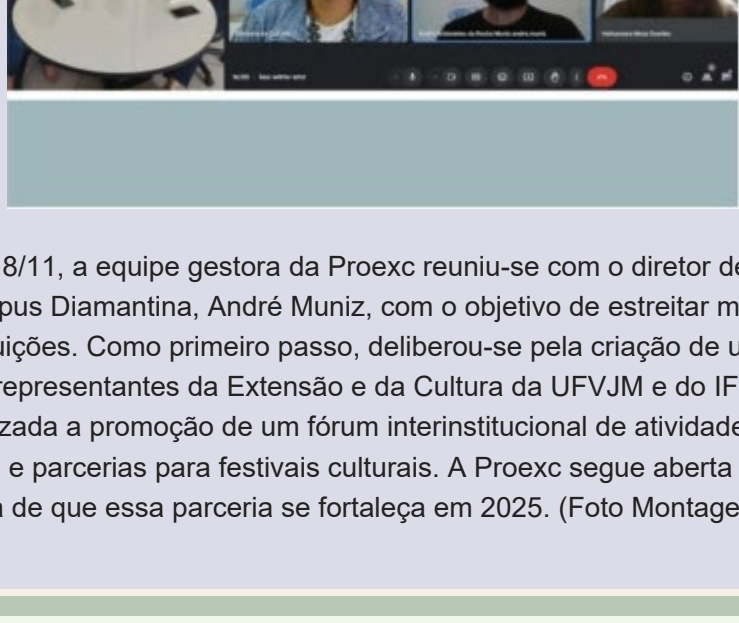 8/11, a equipe gestora da Proexc reuniu-se com o diretor de
pus Diamantina, André Muniz, com o objetivo de estreitar m
uições. Como primeiro passo, deliberou-se pela criação de u
representantes da Extensão e da Cultura da UFVJM e do IF
zada a promoção de um fórum interinstitucional de atividade
e parcerias para festivais culturais. A Proexc segue aberta
a de que essa parceria se fortaleça em 2025. (Foto Montage